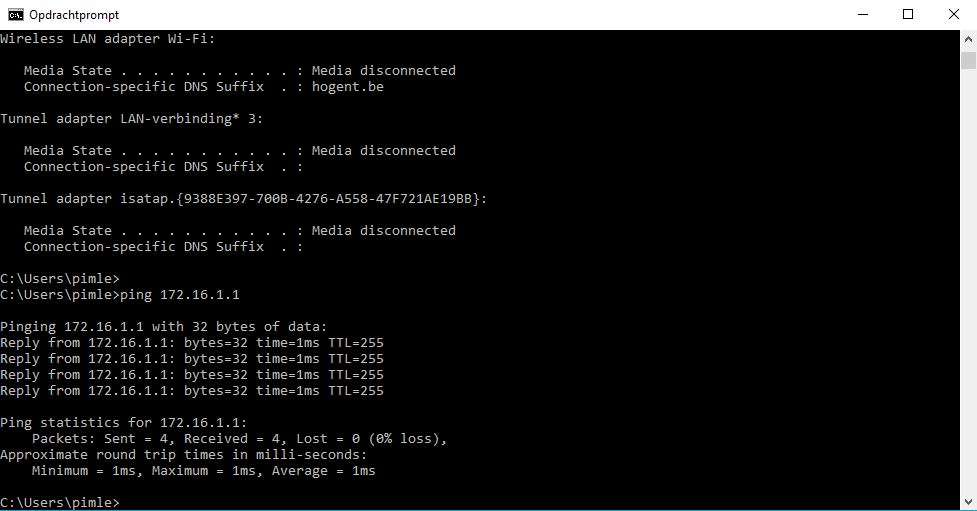 Opdrachtprompt
Wireless LAN adapter Wi-Fi:
Media State . . . . . . . . . . . : Media disconnected
Connection-specific DNS Suffix  . : hogent.be
Tunnel adapter LAN-verbinding* 3:
Media State . . . . . . . . . . . : Media disconnected
Connection-specific DNS Suffix  . :
Tunnel adapter isatap.{9388E397-700B-4276-A558-47F721AE19BB}:
Media State . . . . . . . . . . . : Media disconnected
Connection-specific DNS Suffix  . :
C:\Users\pimle>
C:\Users\pimle>ping 172.16.1.1
Pinging 172.16.1.1 with 32 bytes of data:
Reply from 172.16.1.1: bytes=32 time=1ms TTL=255
Reply from 172.16.1.1: bytes=32 time=1ms TTL=255
Reply from 172.16.1.1: bytes=32 time=1ms TTL=255
Reply from 172.16.1.1: bytes=32 time=1ms TTL=255
Ping statistics for 172.16.1.1:
Packets: Sent = 4, Received = 4, Lost = 0 (0% loss),
Approximate round trip times in milli-seconds:
Minimum = 1ms, Maximum = 1ms, Average = 1ms
C:\Users\pimle>